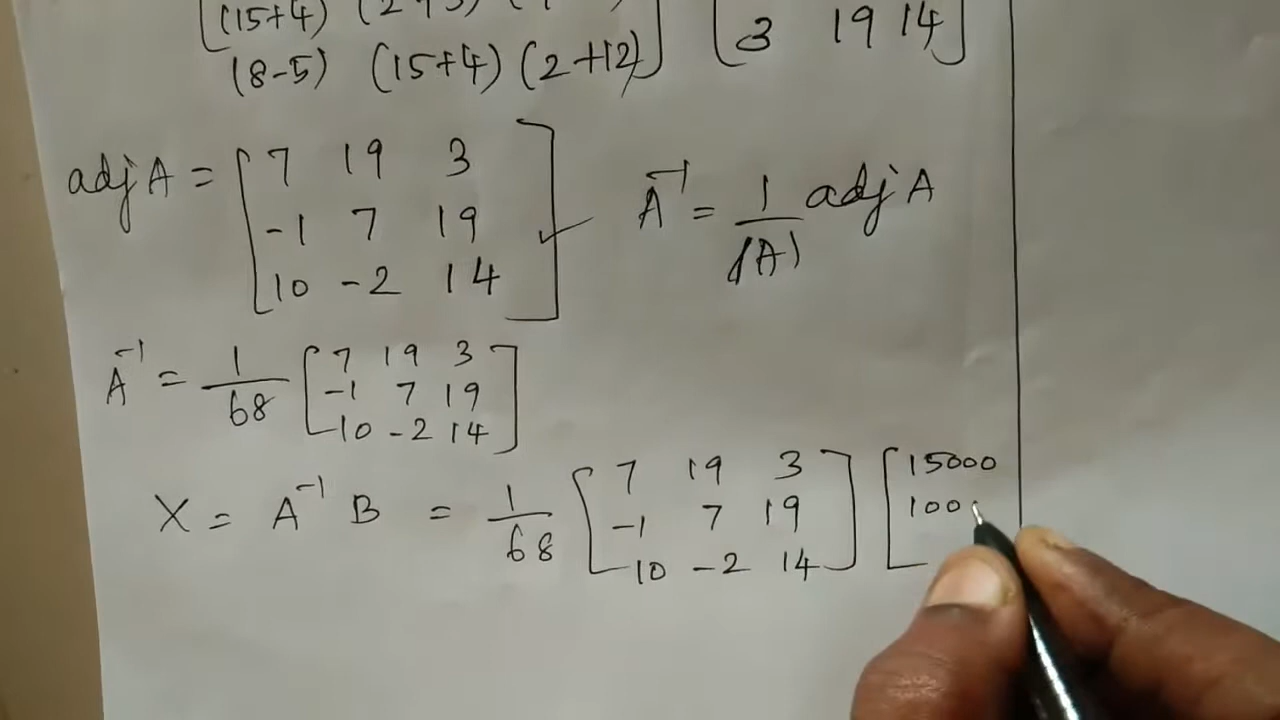 (15+4)
(8-5) (15+4) (2+12) 3 19 14
adj A = [ 7 19 3
-1 7 19
10 -2 14 ] ✓ A⁻¹ = 1/|A| adj A
A⁻¹ = 1/68 [ 7 19 3
-1 7 19
10 -2 14 ]
X = A⁻¹ B = 1/68 [ 7 19 3
-1 7 19
10 -2 14 ] [ 15000
100